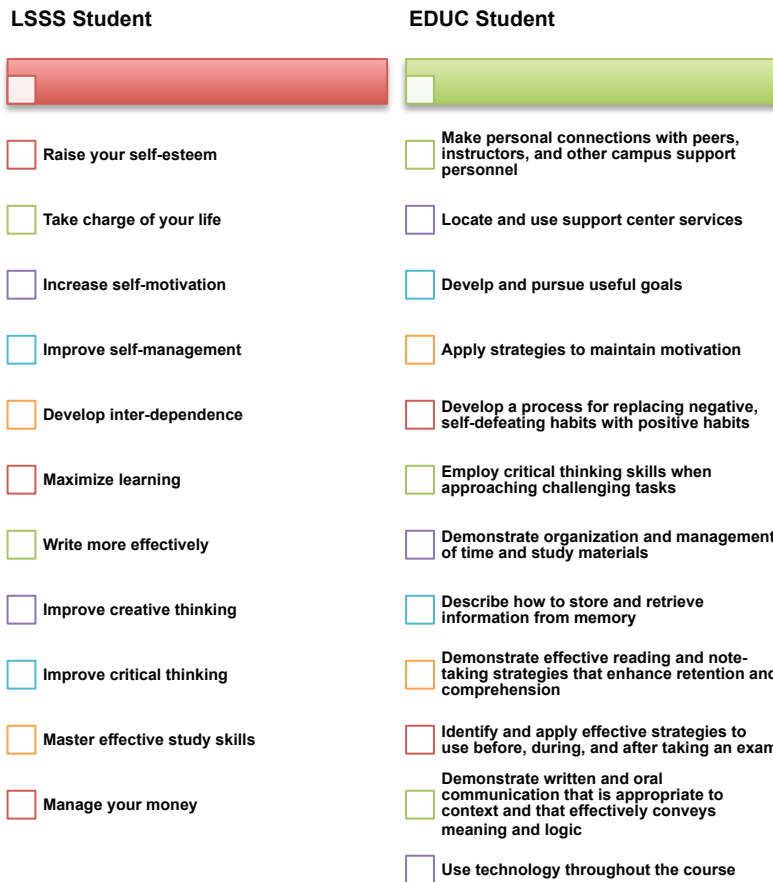 LSSS Student
Raise your self-esteem
Take charge of your life
Increase self-motivation
Improve self-management
Develop inter-dependence
Maximize learning
Write more effectively
Improve creative thinking
Improve critical thinking
Master effective study skills
Manage your money
EDUC Student
Make personal connections with peers,
instructors, and other campus support
personnel
Locate and use support center services
Develp and pursue useful goals
Apply strategies to maintain motivation
Develop a process for replacing negative,
self-defeating habits with positive habits
Employ critical thinking skills when
approaching challenging tasks
Demonstrate organization and management
of time and study materials
Describe how to store and retrieve
information from memory
Demonstrate effective reading and note-
taking strategies that enhance retention and
comprehension
Identify and apply effective strategies to
use before, during, and after taking an exam
Demonstrate written and oral
communication that is appropriate to
context and that effectively conveys
meaning and logic
Use technology throughout the course